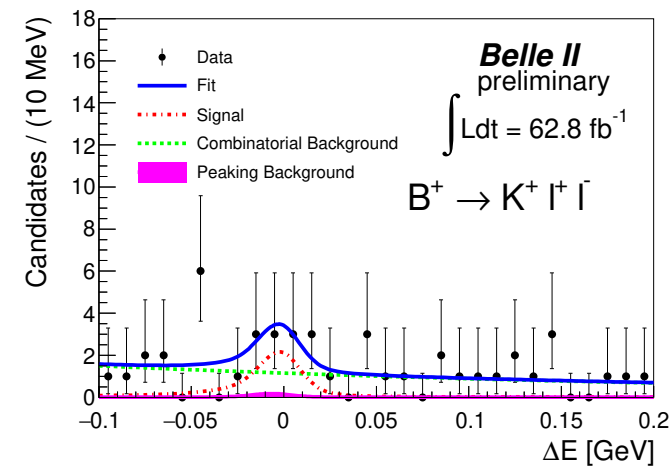 Candidates / (10 MeV)
18
16
14
12
10
8
6
4
2
0
Data
Fit
Signal
Combinatorial Background
Peaking Background
Belle II
preliminary
∫Ldt = 62.8 fb⁻¹
B⁺ → K⁺ l⁺ l⁻
−0.1 −0.05 0 0.05 0.1 0.15 0.2
ΔE [GeV]